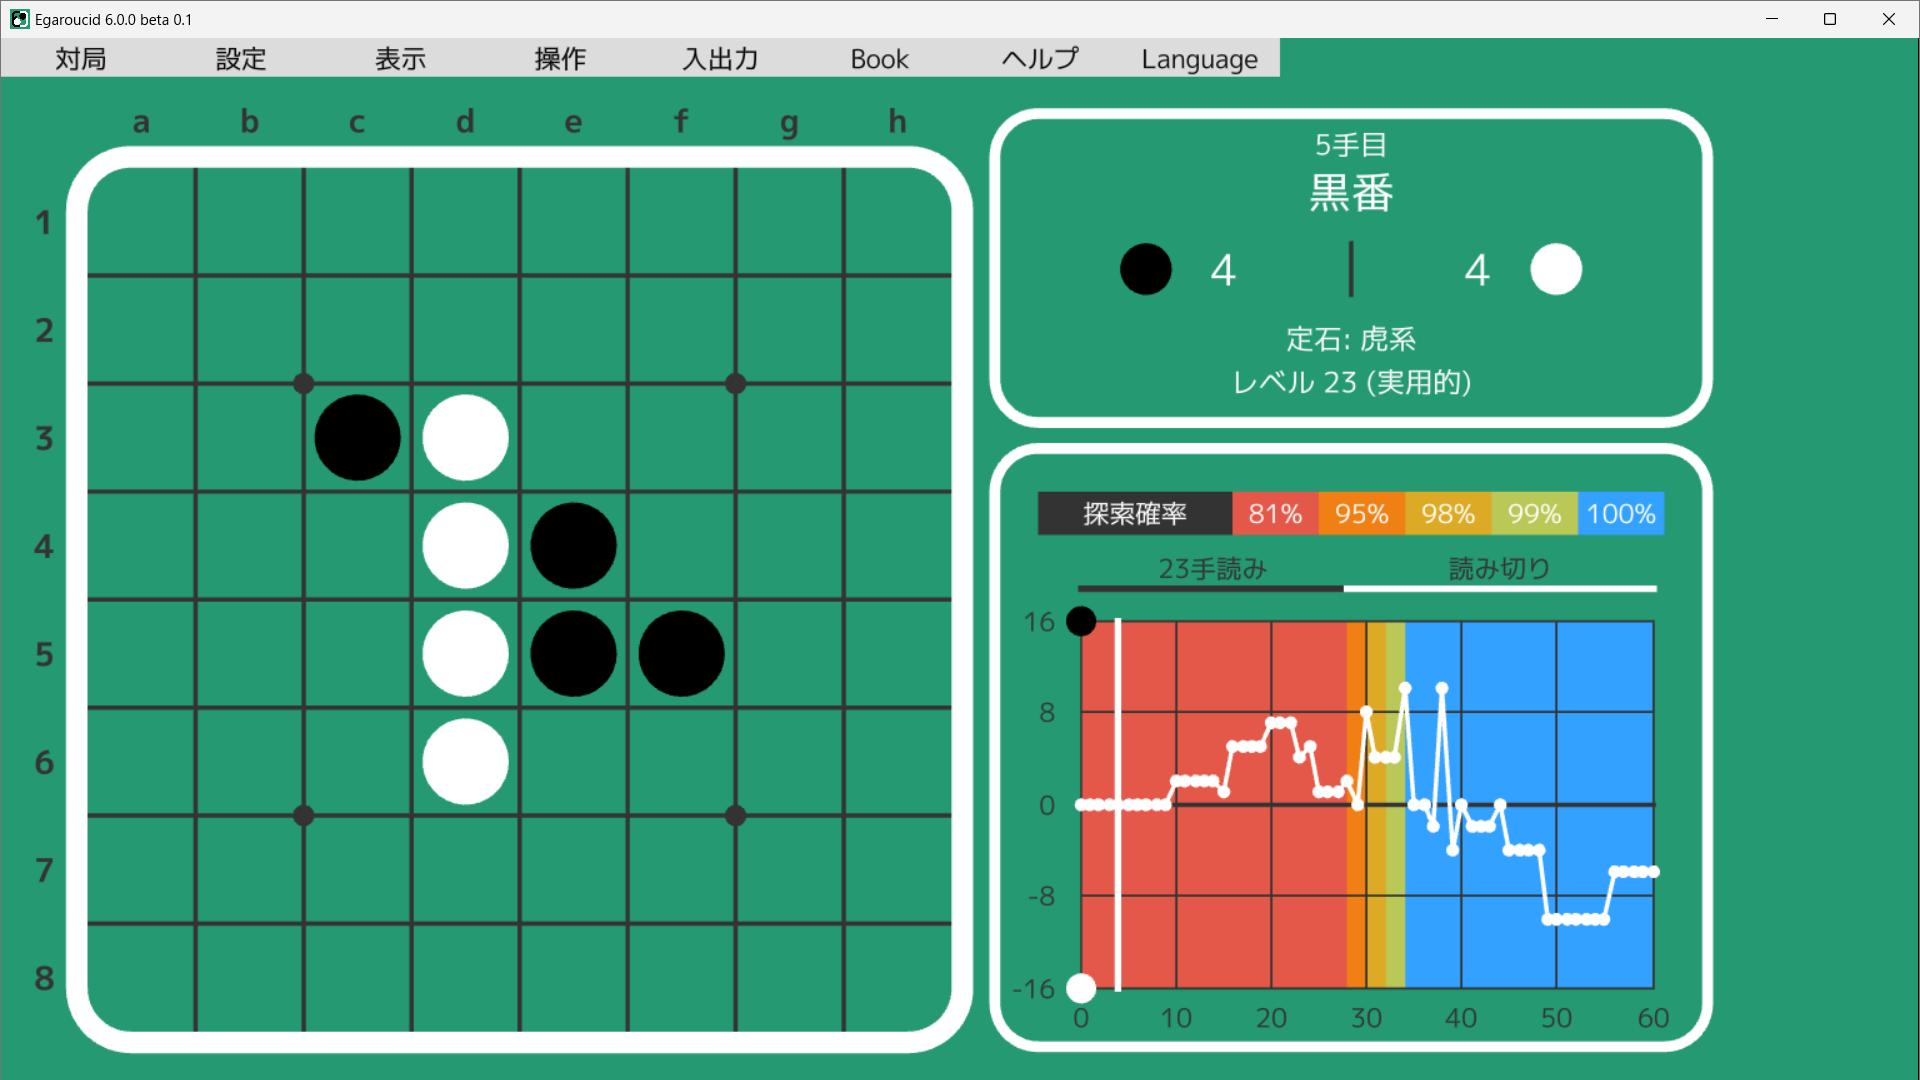 Egaroucid 6.0.0 beta 0.1
対局 設定 表示 操作 入出力 Book ヘルプ Language
a b c d e f g h
1
2
3
4
5
6
7
8
5手目
黒番
4 4
定石: 虎系
レベル 23 (実用的)
探索確率 81% 95% 98% 99% 100%
23手読み 読み切り
16
8
0
-8
-16
0 10 20 30 40 50 60